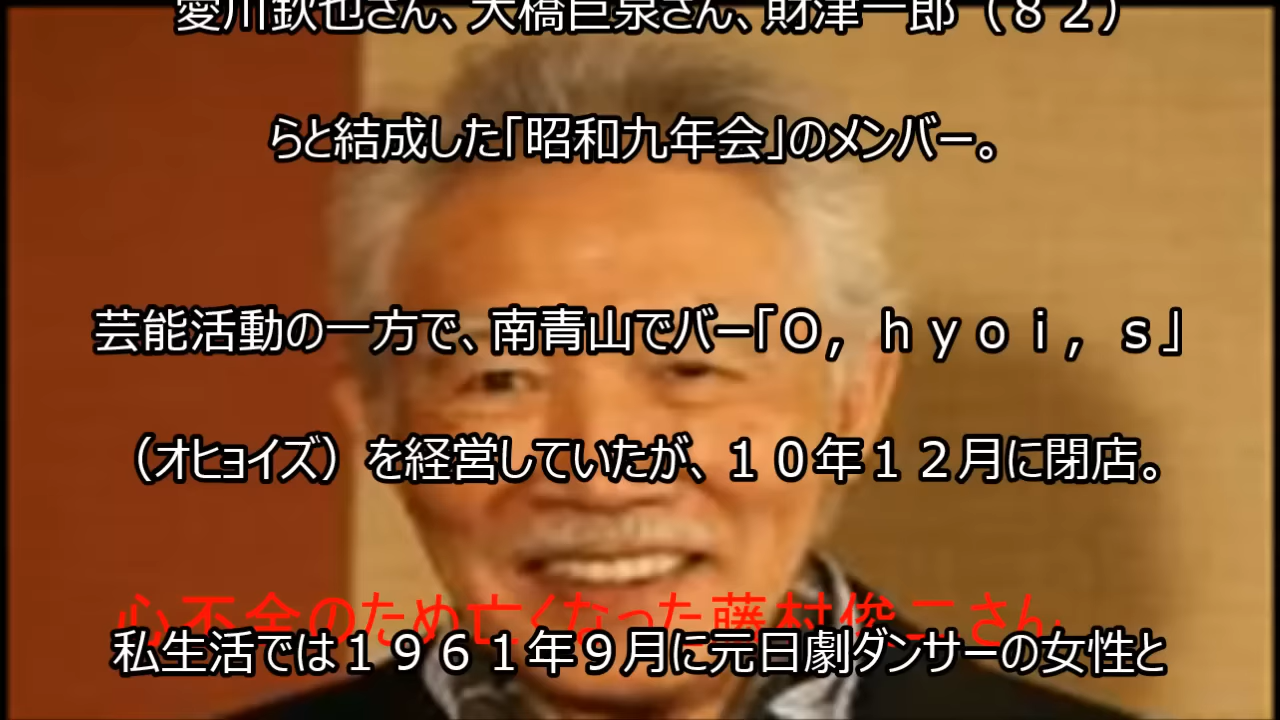 愛川欽也さん、大橋巨泉さん、財津一郎（８２）
らと結成した「昭和九年会」のメンバー。
芸能活動の一方で、南青山でバー「Ｏ，ｈｙｏｉ，ｓ」
（オヒョイズ）を経営していたが、１０年１２月に閉店。
心不全のため亡くなった藤村俊二さん
私生活では１９６１年９月に元日劇ダンサーの女性と